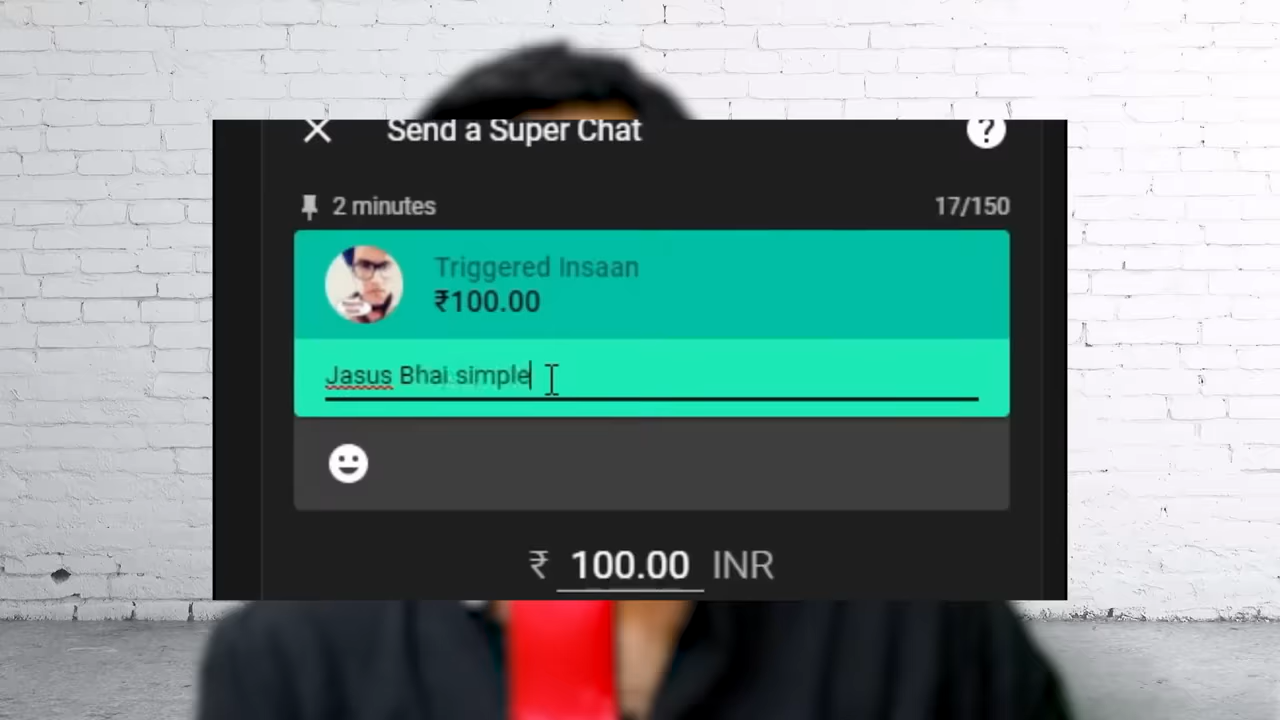 Send a Super Chat
2 minutes
17/150
Triggered Insaan
₹100.00
Jasus Bhai simple
₹ 100.00 INR